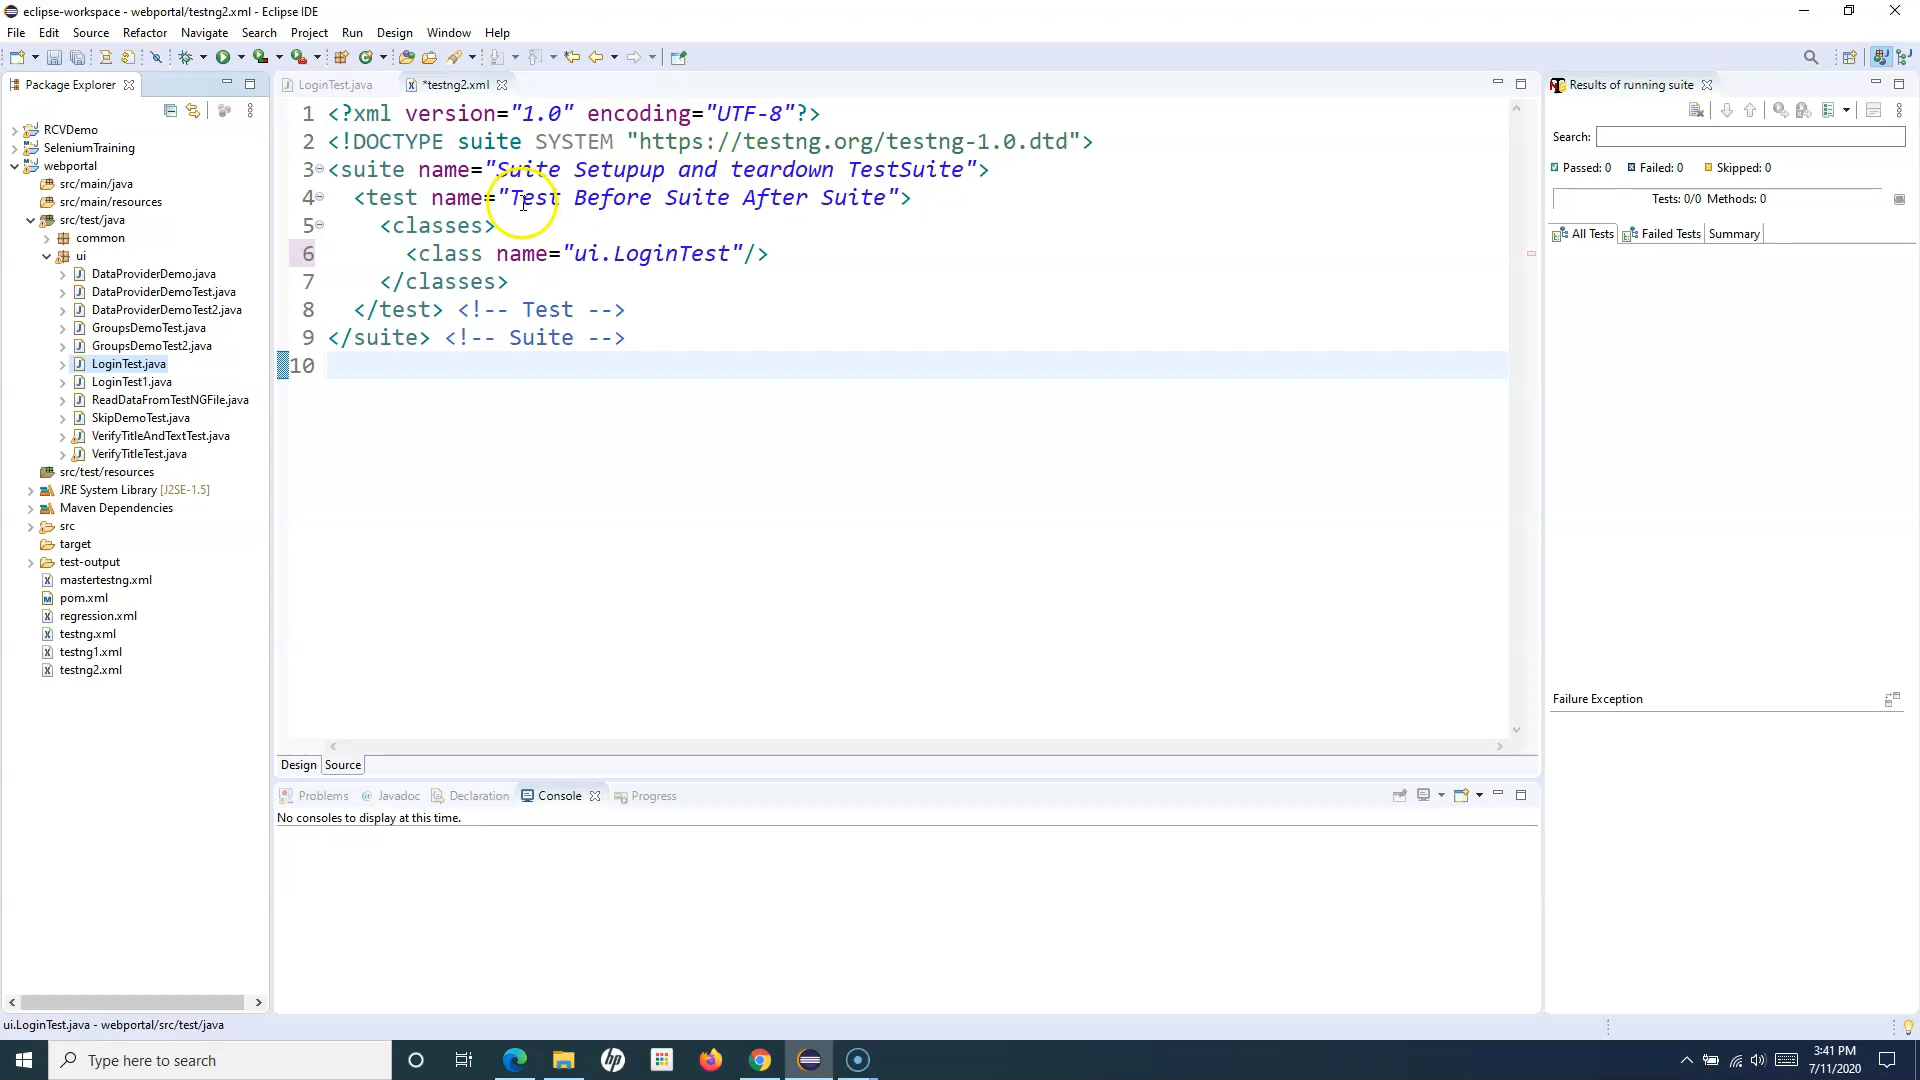 eclipse-workspace - webportal/testng2.xml - Eclipse IDE
File Edit Source Refactor Navigate Search Project Run Design Window Help
Package Explorer
LoginTest.java
*testng2.xml
Results of running suite
RCVDemo
SeleniumTraining
webportal
src/main/java
src/main/resources
src/test/java
common
ui
DataProviderDemo.java
DataProviderDemoTest.java
DataProviderDemoTest2.java
GroupsDemoTest.java
GroupsDemoTest2.java
LoginTest.java
LoginTest1.java
ReadDataFromTestNGFile.java
SkipDemoTest.java
VerifyTitleAndTextTest.java
VerifyTitleTest.java
src/test/resources
JRE System Library [J2SE-1.5]
Maven Dependencies
src
target
test-output
mastertestng.xml
pom.xml
regression.xml
testng.xml
testng1.xml
testng2.xml
1 <?xml version="1.0" encoding="UTF-8"?>
2 <!DOCTYPE suite SYSTEM "https://testng.org/testng-1.0.dtd">
3 <suite name="Suite Setupup and teardown TestSuite">
4 <test name="Test Before Suite After Suite">
5 <classes>
6 <class name="ui.LoginTest"/>
7 </classes>
8 </test> <!-- Test -->
9 </suite> <!-- Suite -->
10
Design Source
Problems Javadoc Declaration Console Progress
No consoles to display at this time.
Search:
Passed: 0 Failed: 0 Skipped: 0
Tests: 0/0 Methods: 0
All Tests Failed Tests Summary
Failure Exception
ui.LoginTest.java - webportal/src/test/java
Type here to search
3:41 PM
7/11/2020